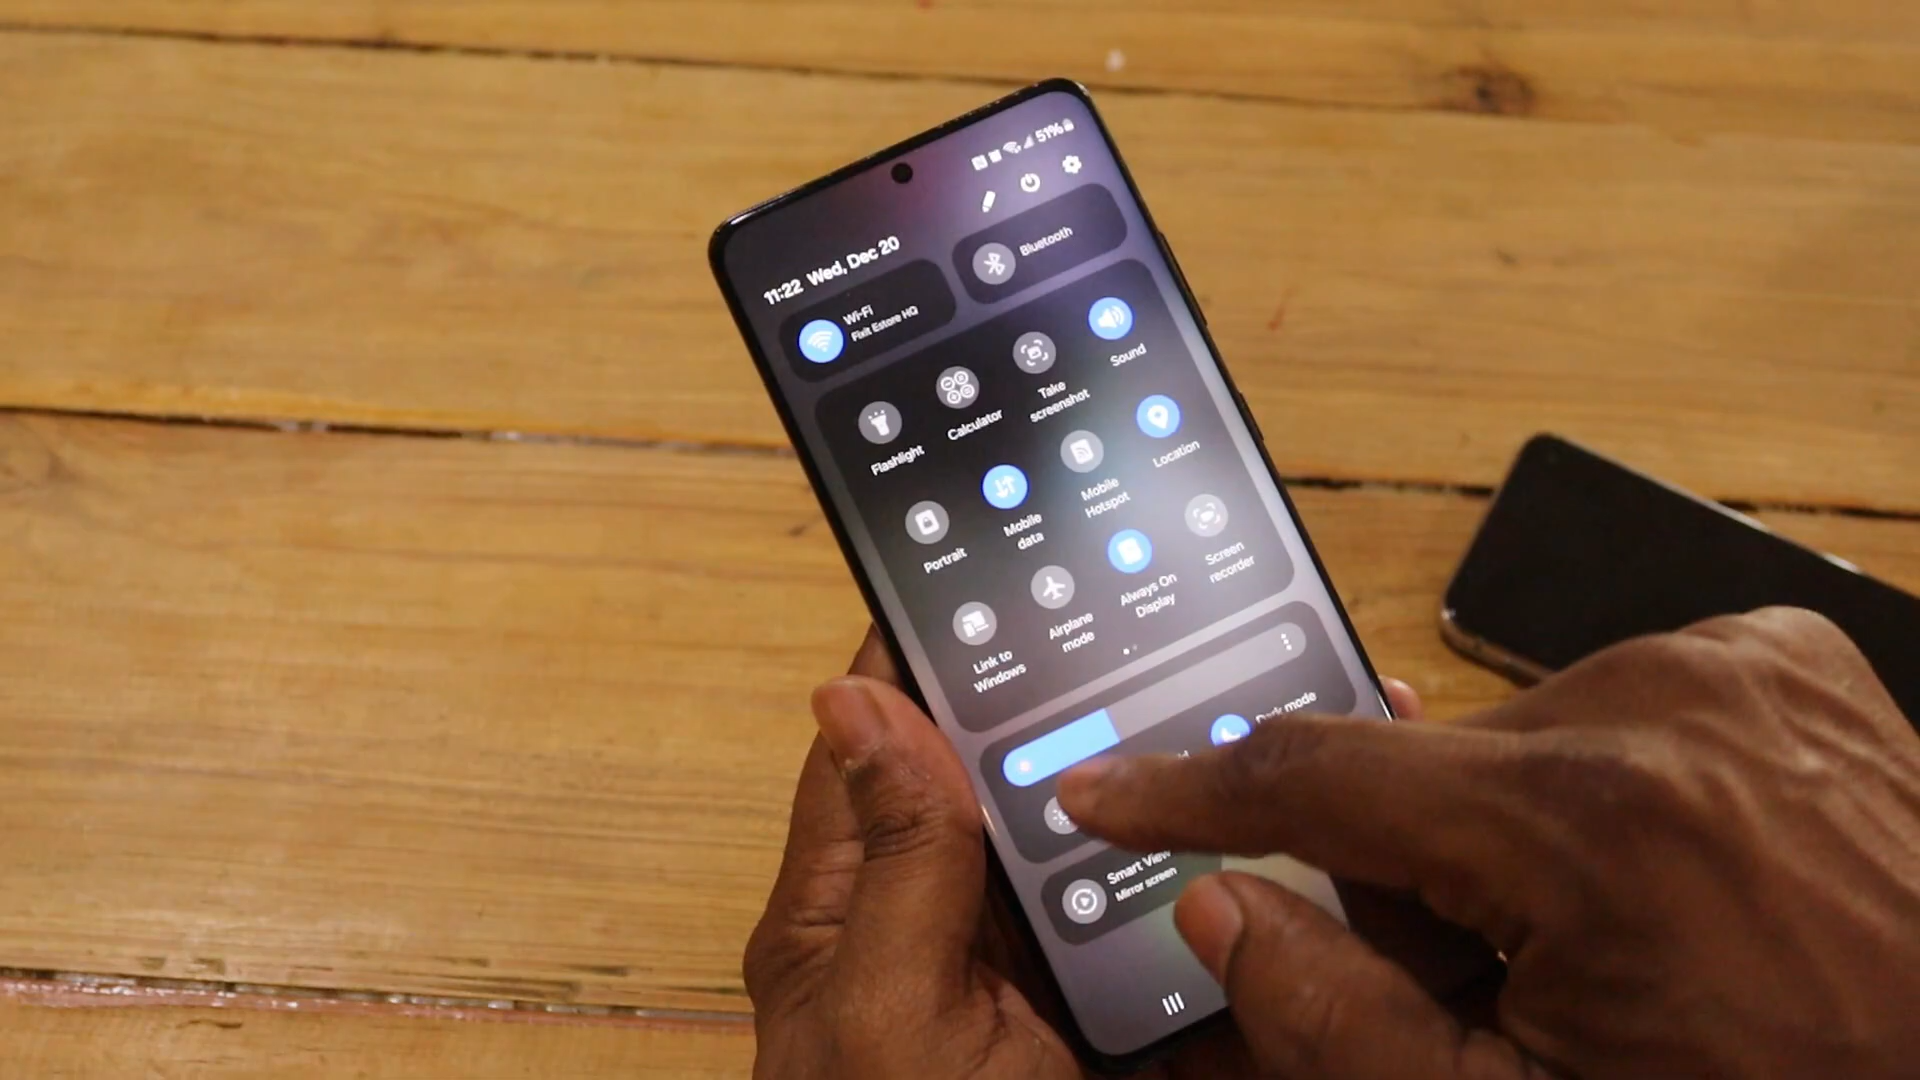 51%
11:22 Wed, Dec 20
Wi-Fi
Fixit Estore HQ
Bluetooth
Flashlight
Calculator
Take
screenshot
Sound
Portrait
Mobile
data
Mobile
Hotspot
Location
Link to
Windows
Airplane
mode
Always On
Display
Screen
recorder
Dark mode
Smart View
Mirror screen